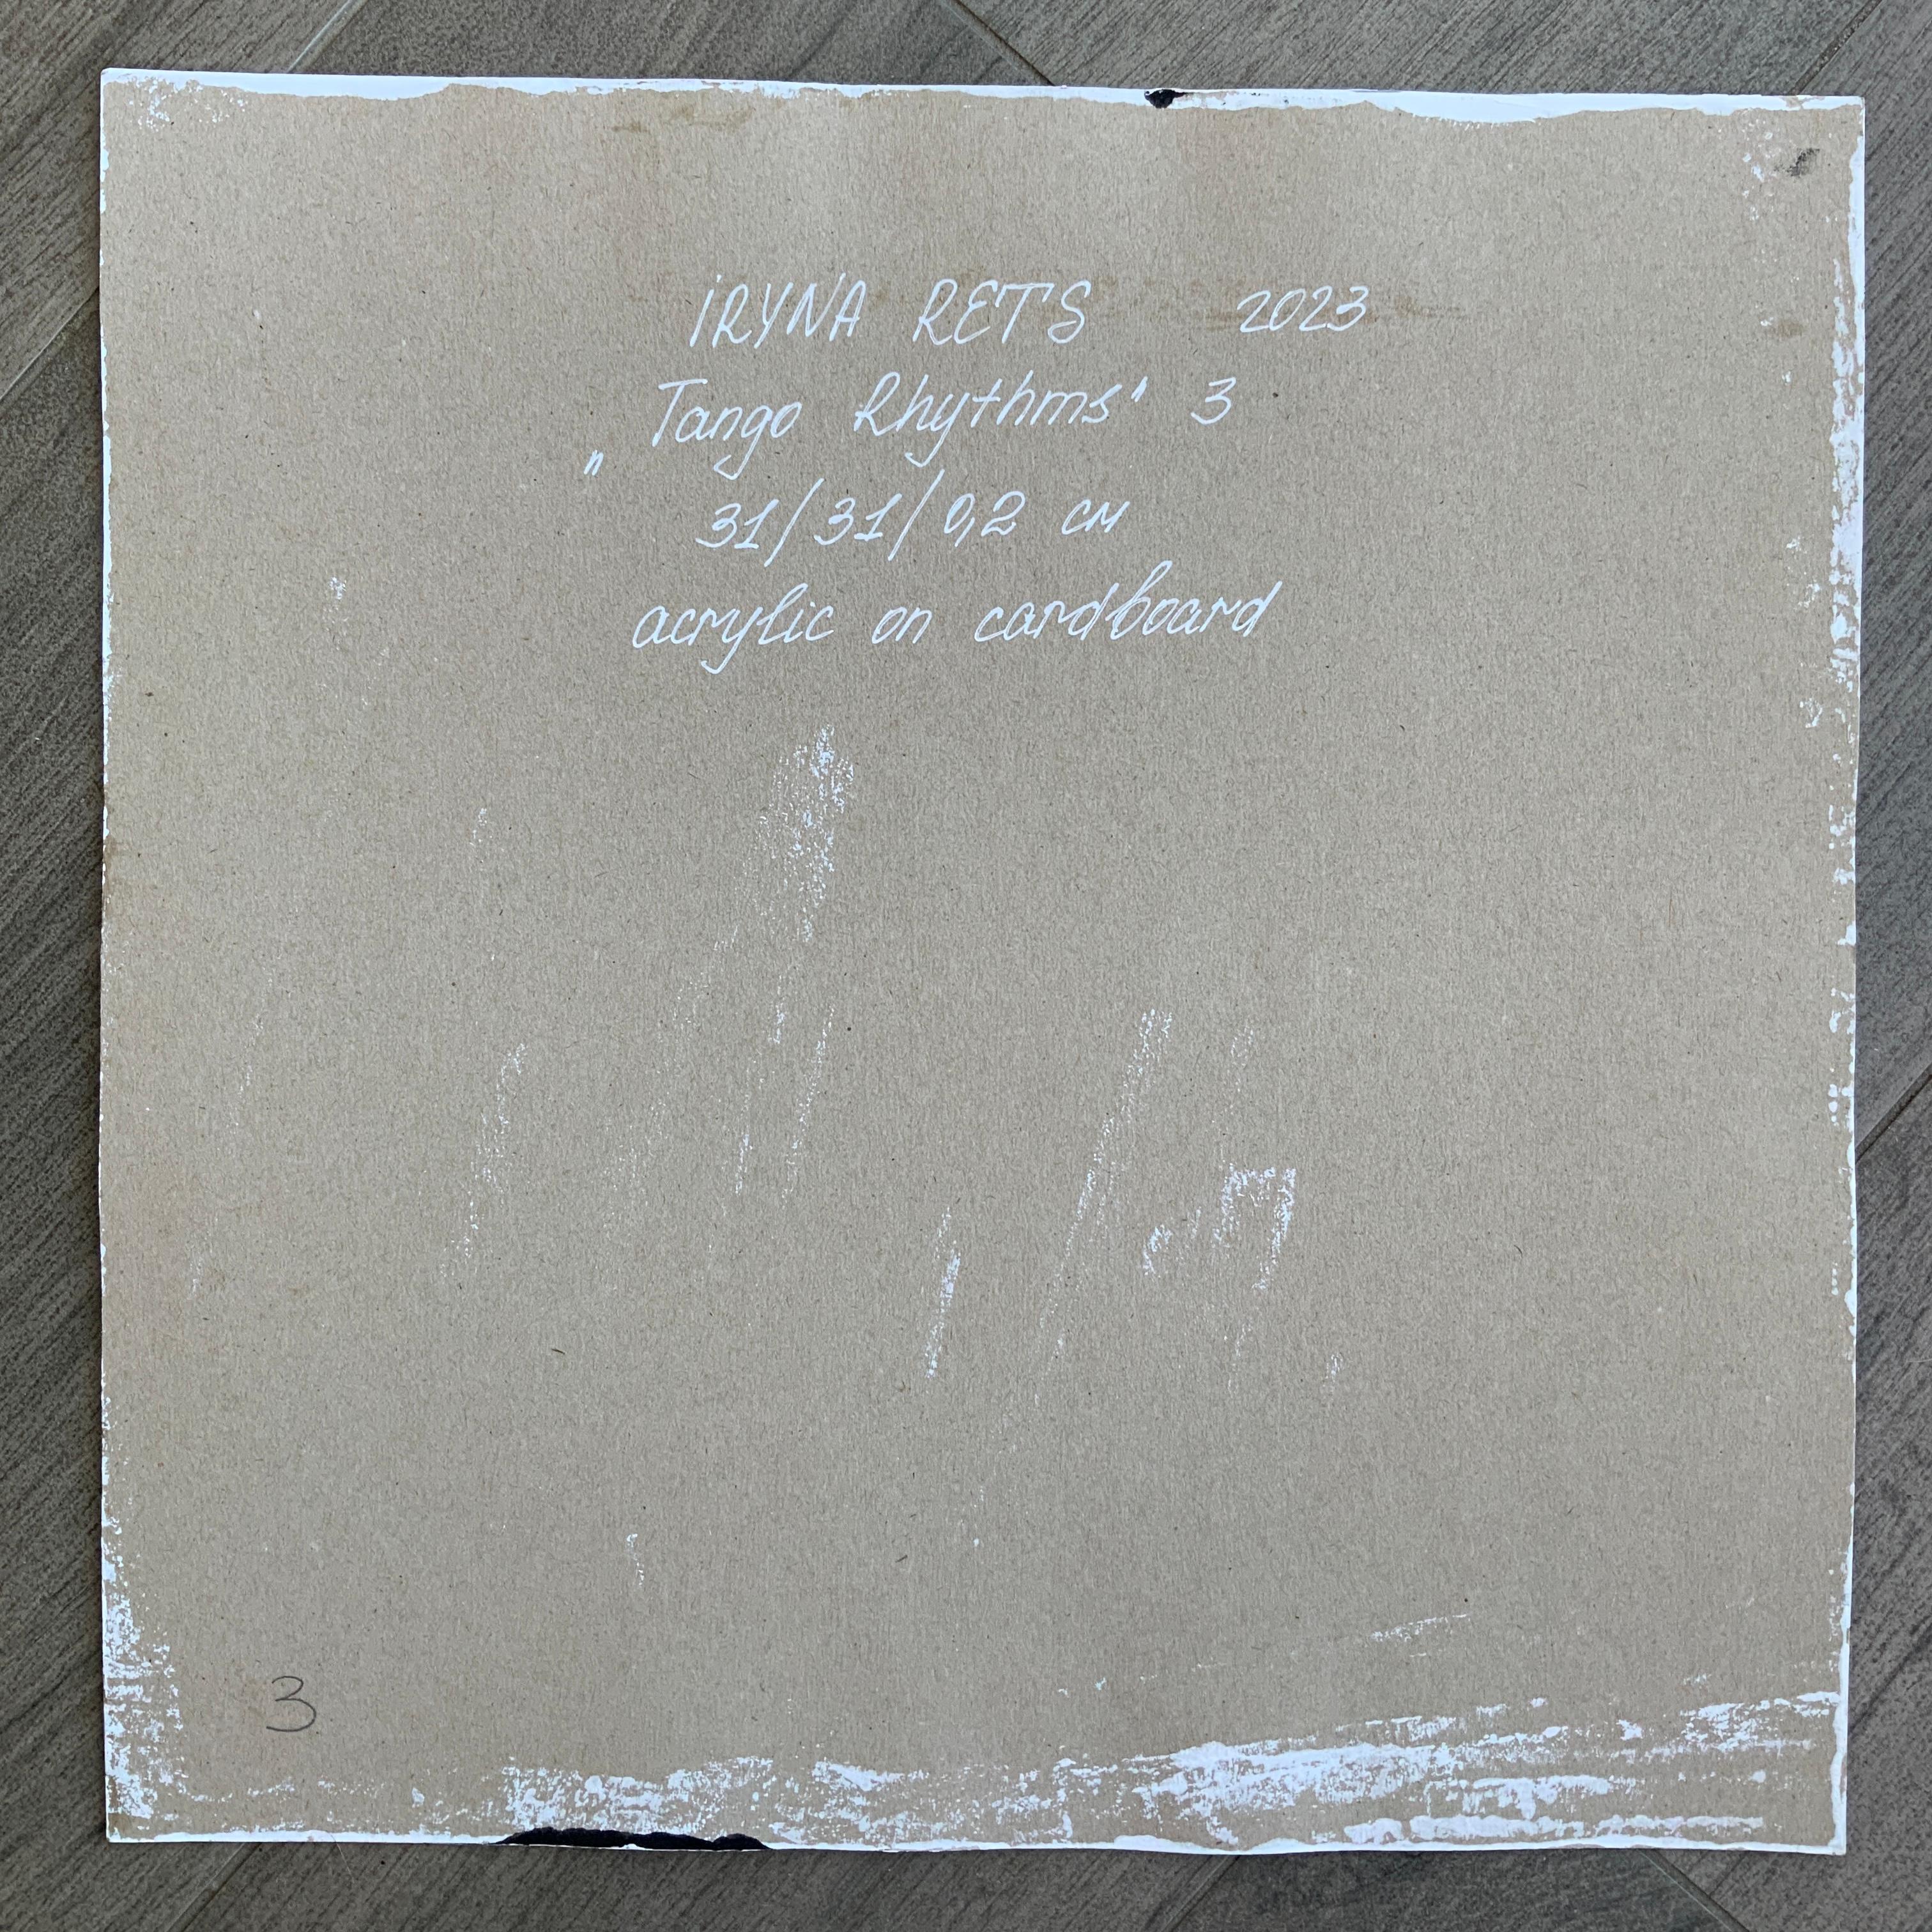 IRYNA RETS 2023
„Tango Rhythms" 3
31/31/0,2 см
acrylic on cardboard
3